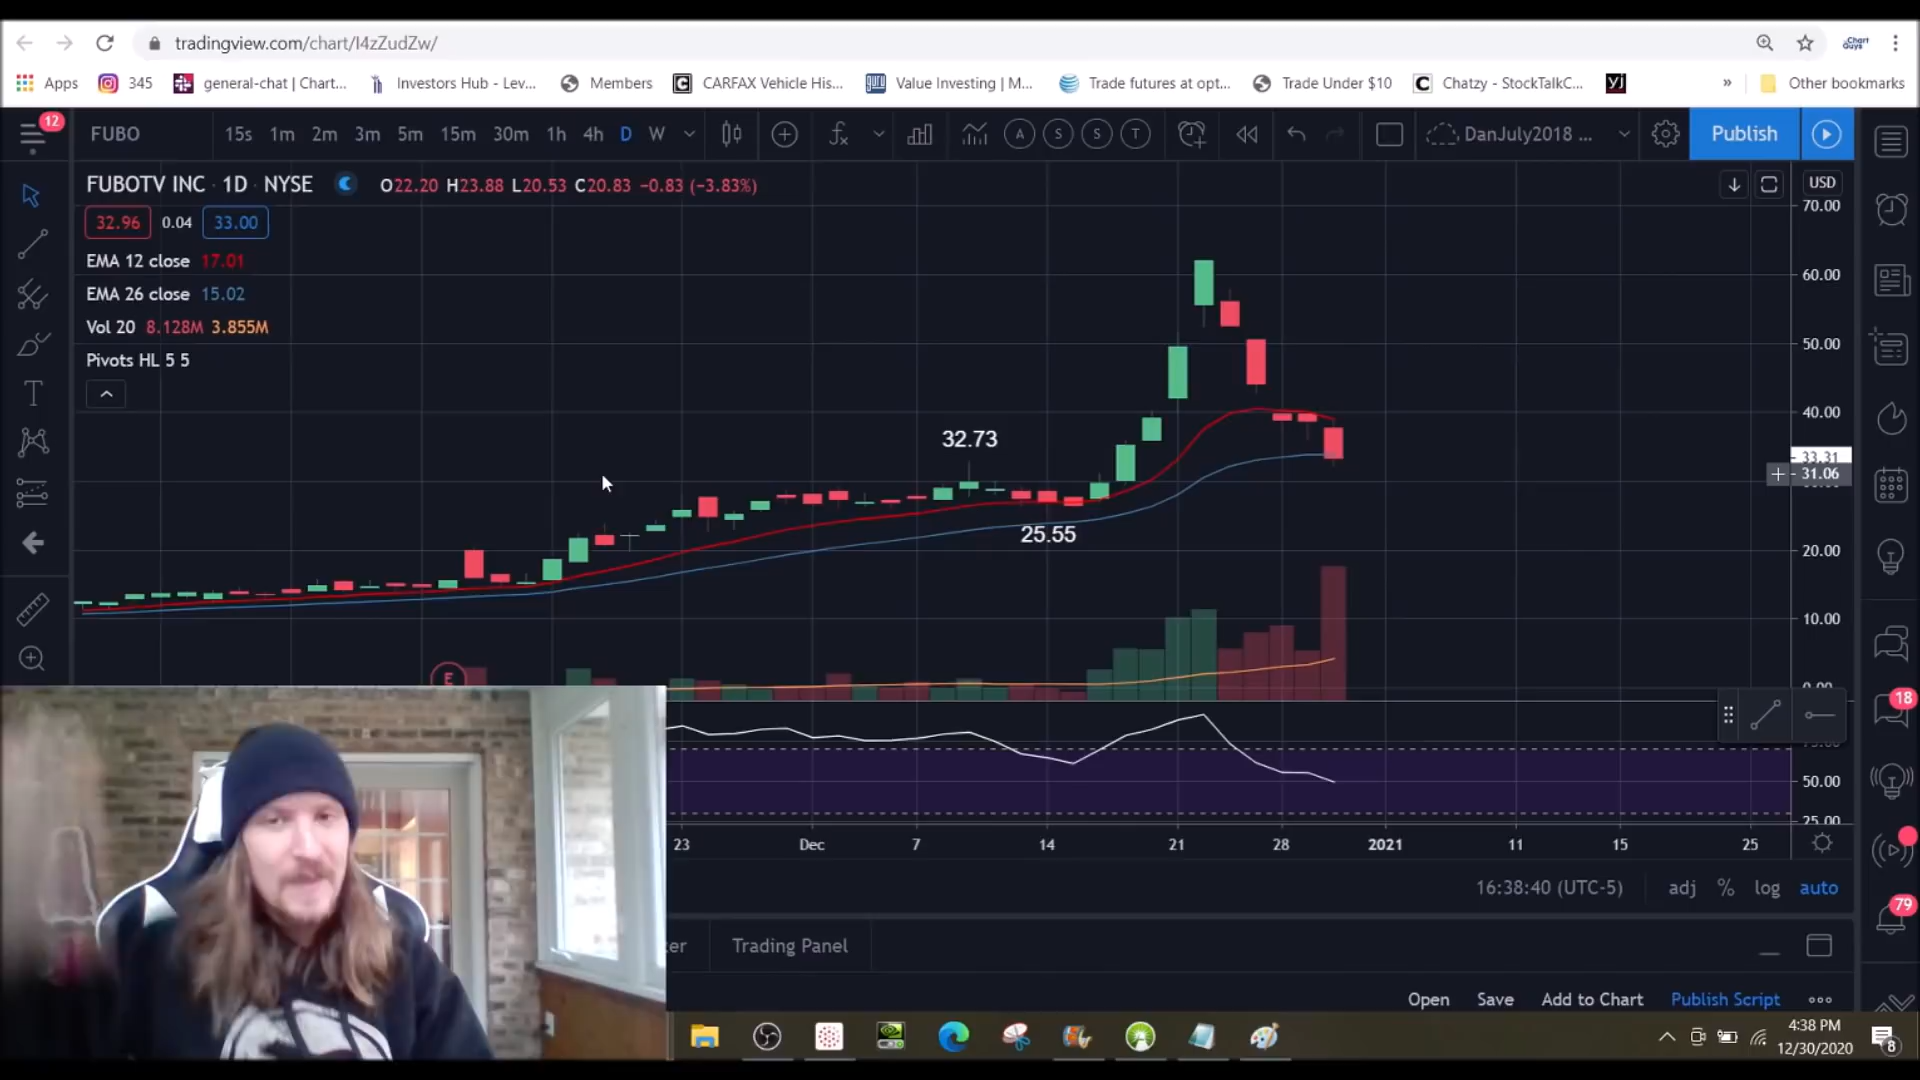 tradingview.com/chart/I4zZudZw/
Chart Guys
Apps 345 general-chat | Chart... Investors Hub - Lev... Members CARFAX Vehicle His... Value Investing | M... Trade futures at opt... Trade Under $10 Chatzy - StockTalkC... » Other bookmarks
12 FUBO 15s 1m 2m 3m 5m 15m 30m 1h 4h D W A S S T DanJuly2018 ... Publish
FUBOTV INC · 1D · NYSE O22.20 H23.88 L20.53 C20.83 −0.83 (−3.83%) USD
32.96 0.04 33.00
EMA 12 close 17.01
EMA 26 close 15.02
Vol 20 8.128M 3.855M
Pivots HL 5 5
70.00
60.00
50.00
40.00
33.31
31.06
20.00
10.00
0.00
32.73
25.55
E
18
50.00
25.00
23 Dec 7 14 21 28 2021 11 15 25
16:38:40 (UTC-5) adj % log auto
79
er Trading Panel
Open Save Add to Chart Publish Script
4:38 PM
12/30/2020
8